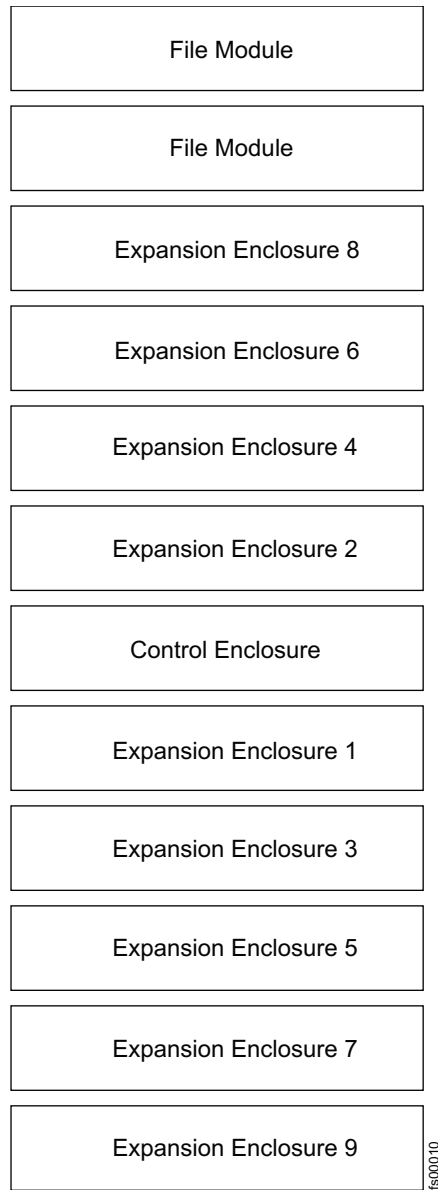 File Module
File Module
Expansion Enclosure 8
Expansion Enclosure 6
Expansion Enclosure 4
Expansion Enclosure 2
Control Enclosure
Expansion Enclosure 1
Expansion Enclosure 3
Expansion Enclosure 5
Expansion Enclosure 7
Expansion Enclosure 9
fs00010